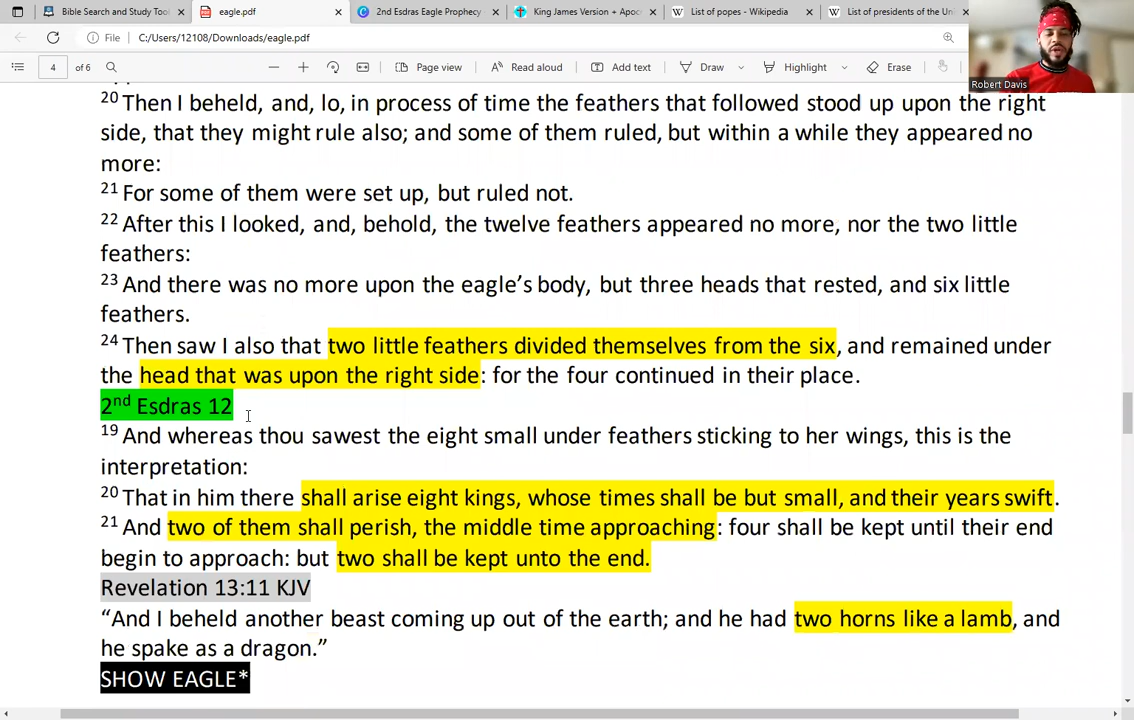 Bible Search and Study Tool
eagle.pdf
2nd Esdras Eagle Prophecy
King James Version + Apoc
List of popes - Wikipedia
List of presidents of the Uni
File
C:/Users/12108/Downloads/eagle.pdf
4
of 6
Page view
Read aloud
Add text
Draw
Highlight
Erase
Robert Davis
20 Then I beheld, and, lo, in process of time the feathers that followed stood up upon the right
side, that they might rule also; and some of them ruled, but within a while they appeared no
more:
21 For some of them were set up, but ruled not.
22 After this I looked, and, behold, the twelve feathers appeared no more, nor the two little
feathers:
23 And there was no more upon the eagle’s body, but three heads that rested, and six little
feathers.
24 Then saw I also that two little feathers divided themselves from the six, and remained under
the head that was upon the right side: for the four continued in their place.
2nd Esdras 12
19 And whereas thou sawest the eight small under feathers sticking to her wings, this is the
interpretation:
20 That in him there shall arise eight kings, whose times shall be but small, and their years swift.
21 And two of them shall perish, the middle time approaching: four shall be kept until their end
begin to approach: but two shall be kept unto the end.
Revelation 13:11 KJV
“And I beheld another beast coming up out of the earth; and he had two horns like a lamb, and
he spake as a dragon.”
SHOW EAGLE*